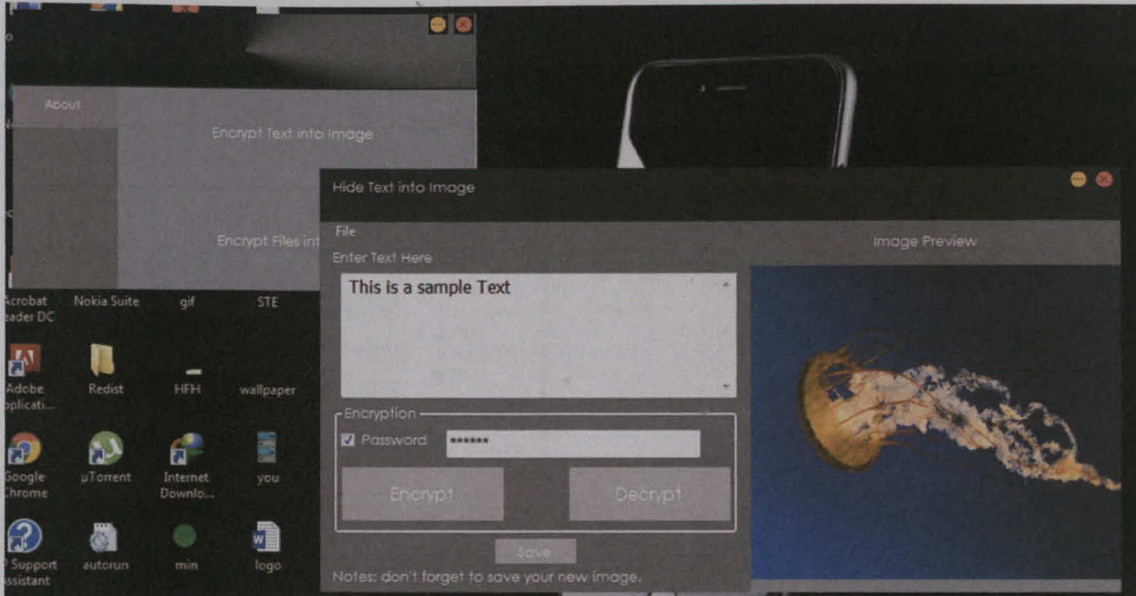 About
Encrypt Text into Image
Encrypt Files int
Hide Text into Image
File
Enter Text Here
This is a sample Text
Encryption
Password
******
Encrypt
Decrypt
Save
Notes: don't forget to save your new image.
Image Preview
Acrobat
eader DC
Nokia Suite
gif
STE
Adobe
pplicati...
Redist
HFH
wallpaper
Google
Chrome
µTorrent
Internet
Downlo...
you
P Support
Assistant
autorun
min
logo